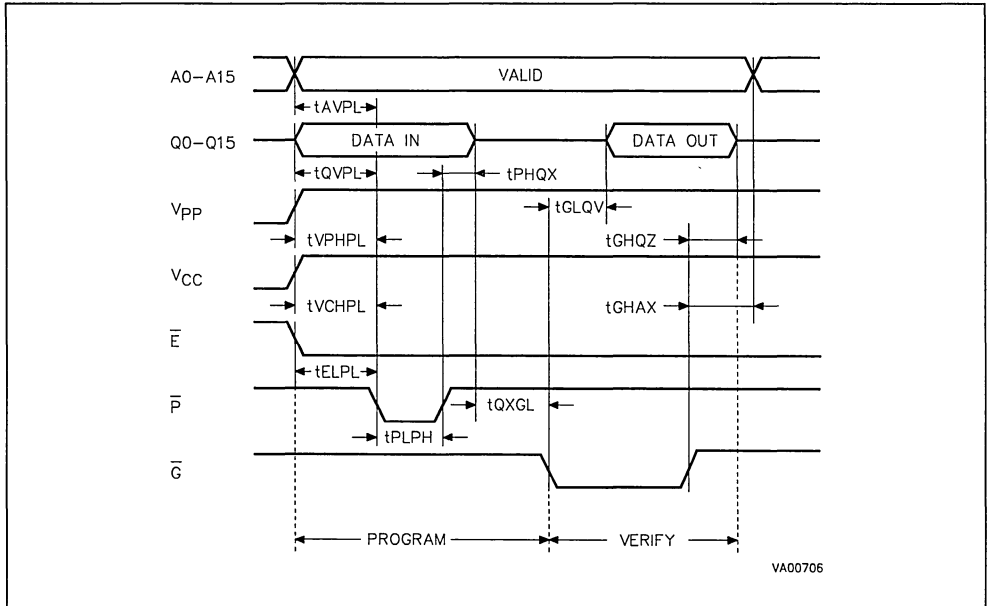 A0-A15
VALID
tAVPL
Q0-Q15
DATA IN
DATA OUT
tQVPL
tPHQX
VPP
tGLQV
tVPHPL
tGHQZ
VCC
tVCHPL
tGHAX
E̅
tELPL
P̅
tQXGL
tPLPH
G̅
PROGRAM
VERIFY
VA00706